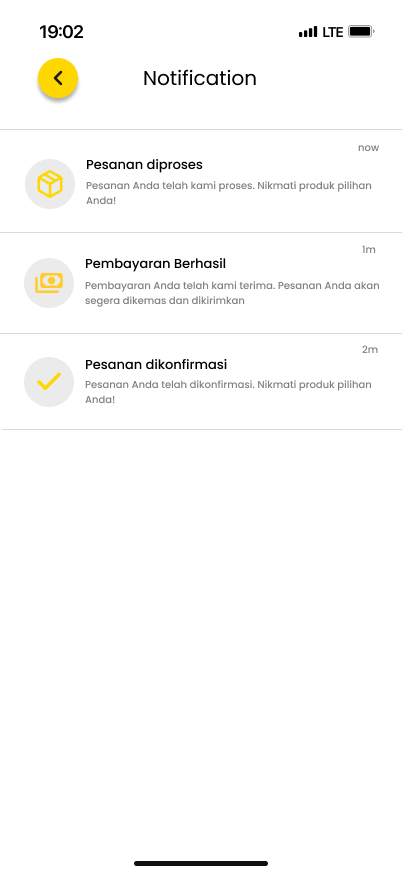 19:02
LTE
Notification
now
Pesanan diproses
Pesanan Anda telah kami proses. Nikmati produk pilihan
Anda!
1m
Pembayaran Berhasil
Pembayaran Anda telah kami terima. Pesanan Anda akan
segera dikemas dan dikirimkan
2m
Pesanan dikonfirmasi
Pesanan Anda telah dikonfirmasi. Nikmati produk pilihan
Anda!